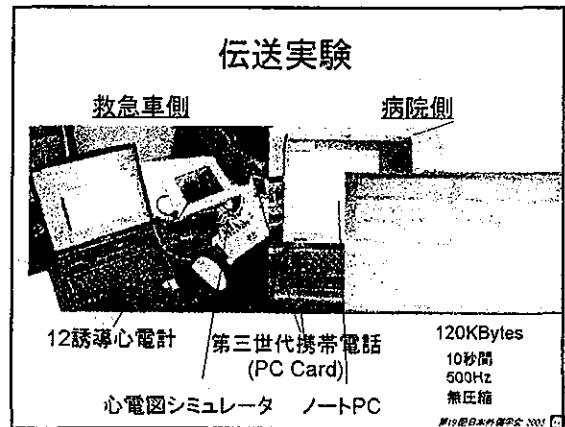 伝送実験
救急車側
病院側
12誘導心電計
第三世代携帯電話
(PC Card)
心電図シミュレータ
ノートPC
120KBytes
10秒間
500Hz
無圧縮